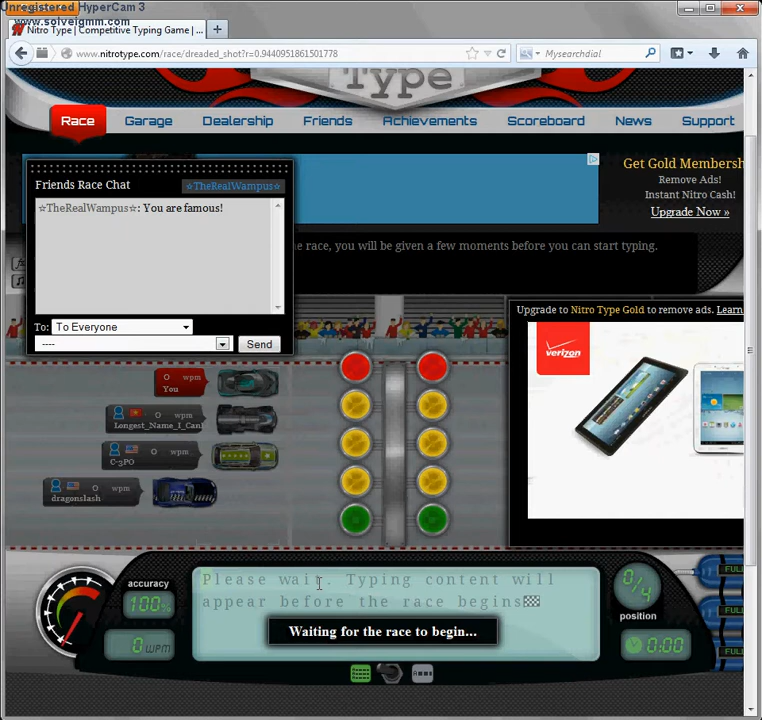 Unregistered HyperCam 3
www.solveigmm.com
Nitro Type | Competitive Typing Game | ...
www.nitrotype.com/race/dreaded_shot?r=0.9440951861501778
Mysearchdial
Type
Race
Garage
Dealership
Friends
Achievements
Scoreboard
News
Support
Get Gold Membersh
Remove Ads!
Instant Nitro Cash!
Upgrade Now »
Friends Race Chat
☆TheRealWampus☆
☆TheRealWampus☆: You are famous!
he race, you will be given a few moments before you can start typing.
To: To Everyone
----
Send
Upgrade to Nitro Type Gold to remove ads. Learn
verizon
0 wpm
You
0 wpm
Longest_Name_I_Can
0 wpm
C-3PO
0 wpm
dragonslash
accuracy
100%
0 WPM
Please wait. Typing content will
appear before the race begins
Waiting for the race to begin...
0/4
position
0:00
FULL
FULL
FULL